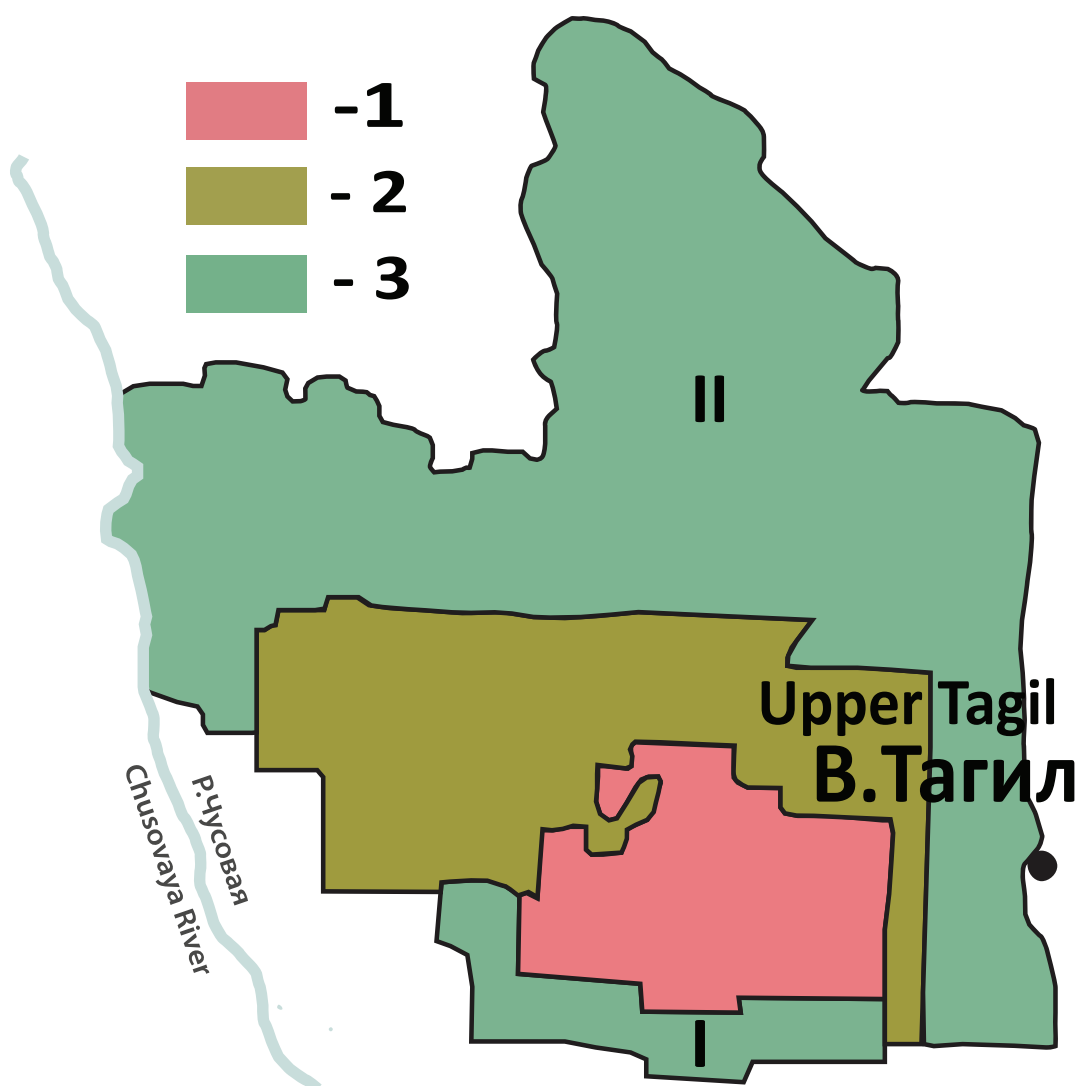 -1
- 2
- 3
II
Upper Tagil
В.Тагил
Р.Чусовая
Chusovaya River
I